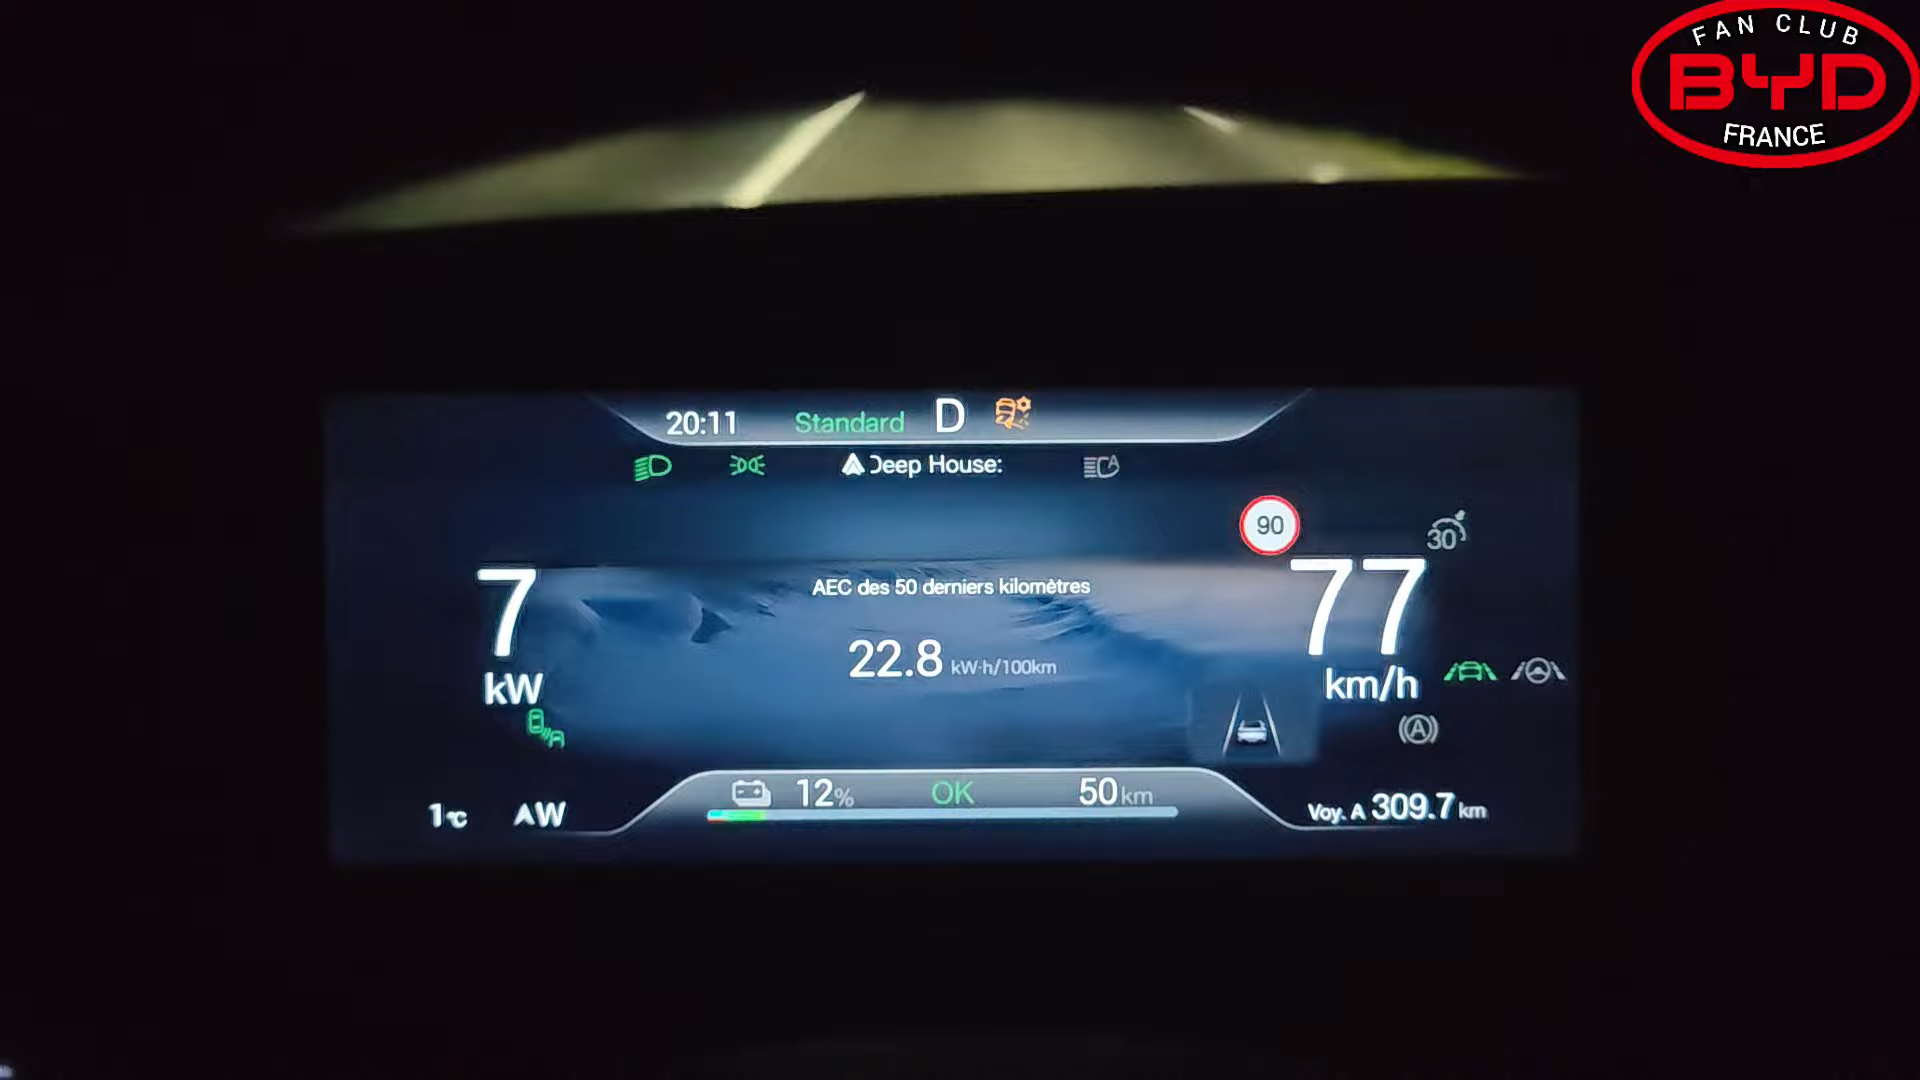 FAN CLUB
BYD
FRANCE
20:11 Standard D
Deep House:
A
90
30
7
kW
AEC des 50 derniers kilomètres
22.8 kW·h/100km
77
km/h
A
12% OK 50km
1°C AW
Voy. A 309.7 km